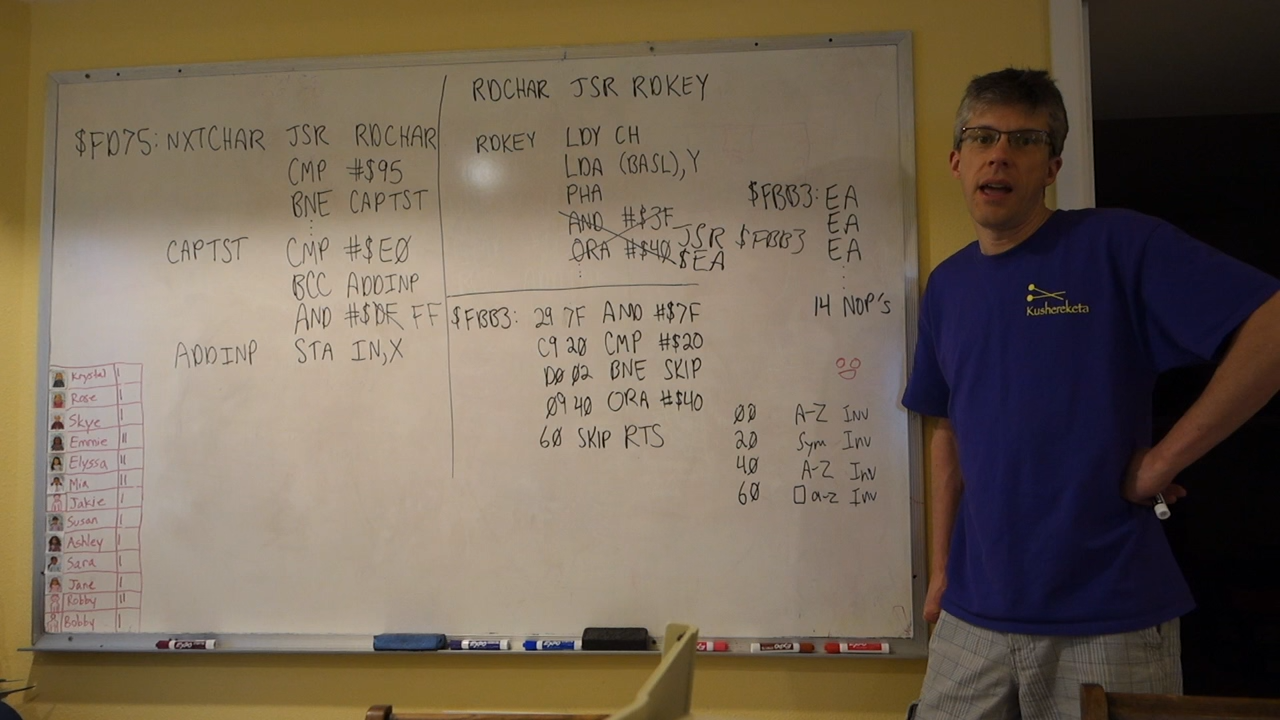 RDCHAR JSR RDKEY
$FD75: NXTCHAR JSR RDCHAR
CMP #$95
BNE CAPTST
CAPTST CMP #$E0
BCC ADDINP
AND #$DF FF
ADDINP STA IN,X
RDKEY LDY CH
LDA (BASL),Y
PHA
AND #$3F
ORA #$40
JSR $FBB3
$EA
$FBB3: EA
EA
EA
14 NOP's
$FBB3: 29 7F AND #$7F
C9 20 CMP #$20
D0 02 BNE SKIP
09 40 ORA #$40
60 SKIP RTS
00 A-Z Inv
20 Sym Inv
40 A-Z Inv
60 a-z Inv
Krystal I
Rose I
Skye I
Emmie II
Elyssa II
Mia II
Jakie I
Susan I
Ashley I
Sara I
Jane I
Robby II
Bobby I
Kushereketa